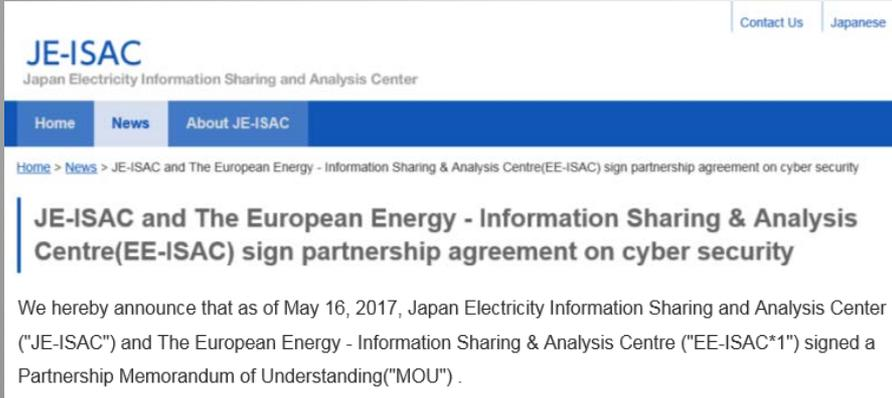 Contact Us Japanese
JE-ISAC
Japan Electricity Information Sharing and Analysis Center
Home News About JE-ISAC
Home > News > JE-ISAC and The European Energy - Information Sharing & Analysis Centre(EE-ISAC) sign partnership agreement on cyber security
JE-ISAC and The European Energy - Information Sharing & Analysis
Centre(EE-ISAC) sign partnership agreement on cyber security
We hereby announce that as of May 16, 2017, Japan Electricity Information Sharing and Analysis Center
("JE-ISAC") and The European Energy - Information Sharing & Analysis Centre ("EE-ISAC*1") signed a
Partnership Memorandum of Understanding("MOU") .